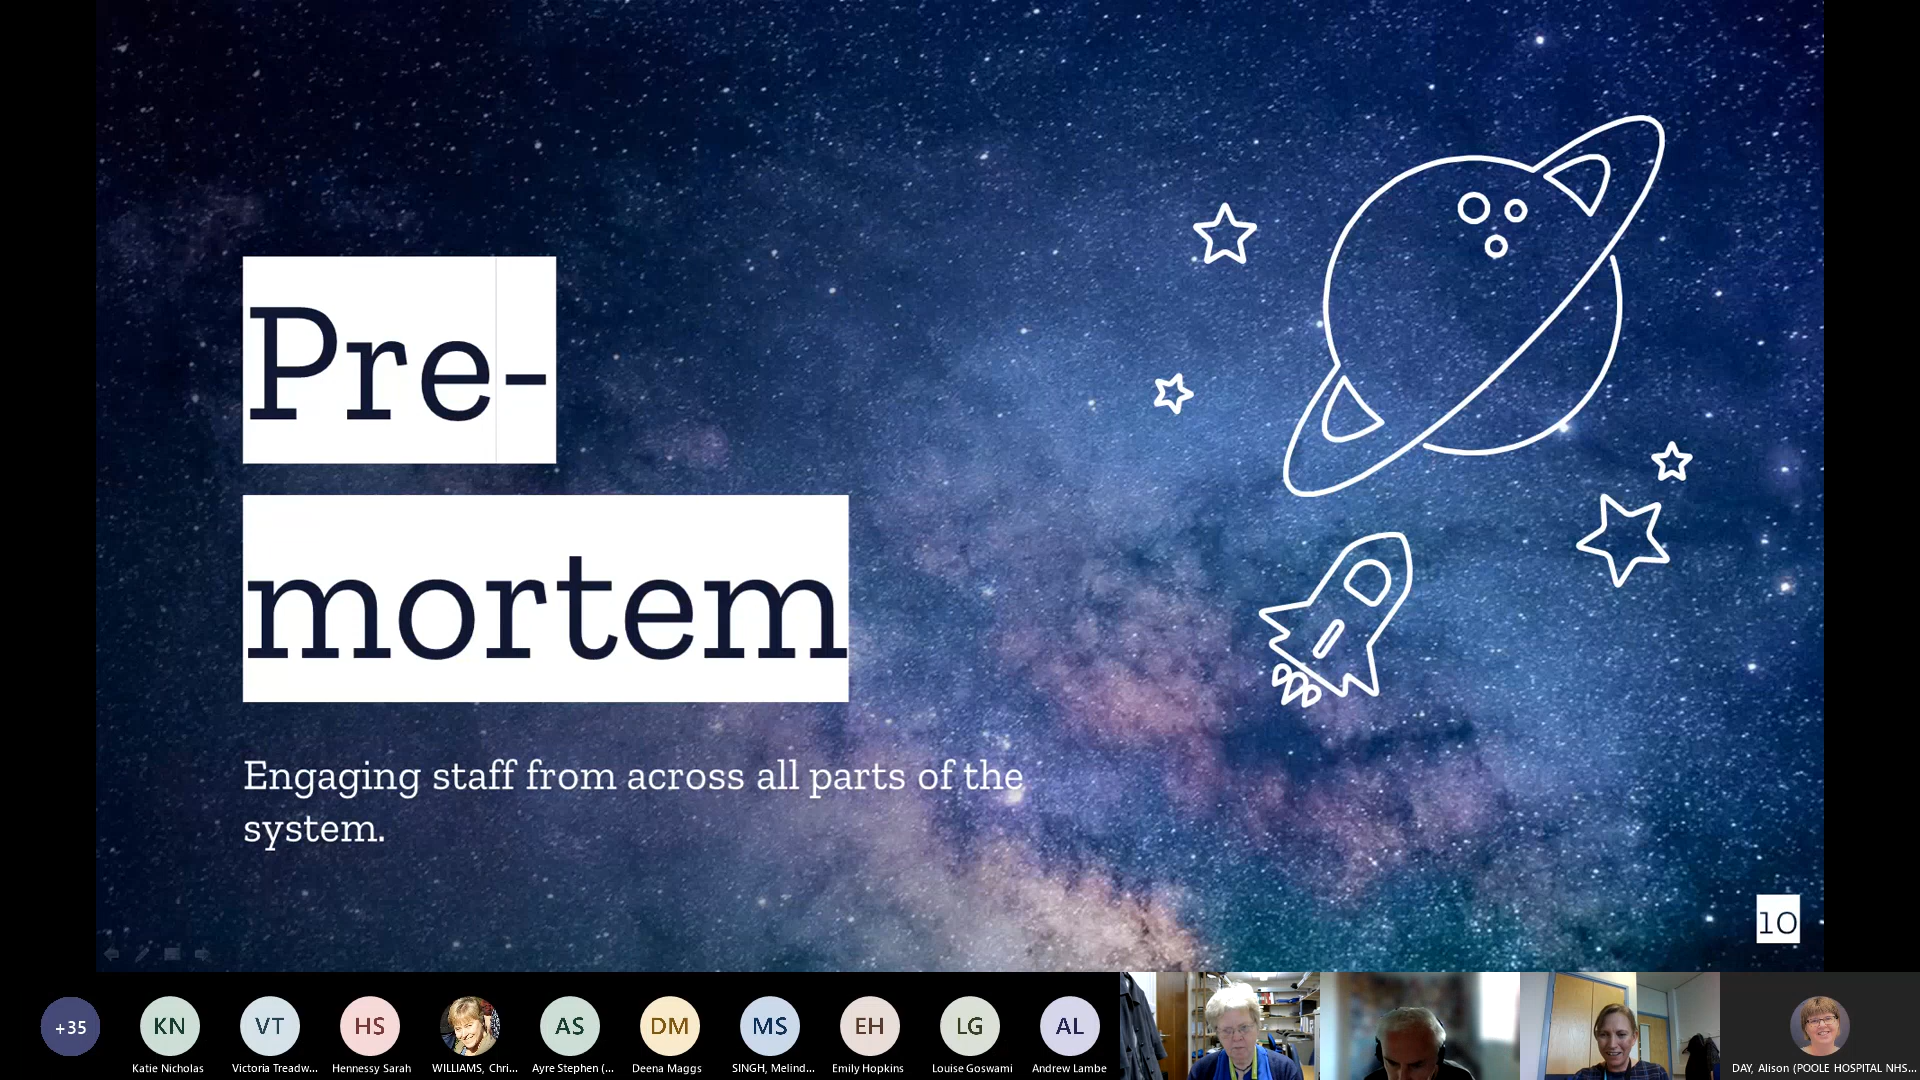 Pre-
mortem
Engaging staff from across all parts of the
system.
10
+35
KN
VT
HS
AS
DM
MS
EH
LG
AL
Katie Nicholas
Victoria Treadw...
Hennessy Sarah
WILLIAMS, Chri...
Ayre Stephen (...
Deena Maggs
SINGH, Melind...
Emily Hopkins
Louise Goswami
Andrew Lambe
DAY, Alison (POOLE HOSPITAL NHS...